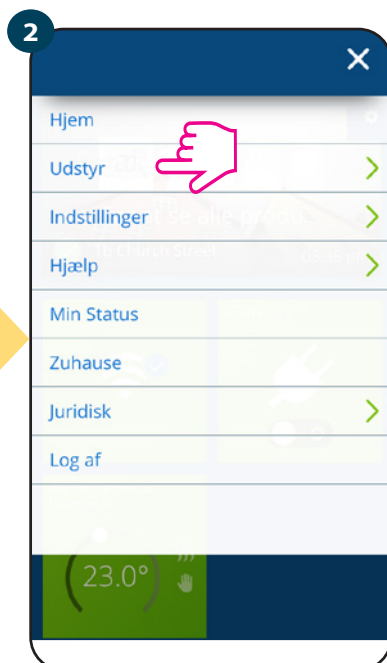 2
Hjem
Udstyr
Indstillinger
Hjælp
Min Status
Zuhause
Juridisk
Log af
23.0°